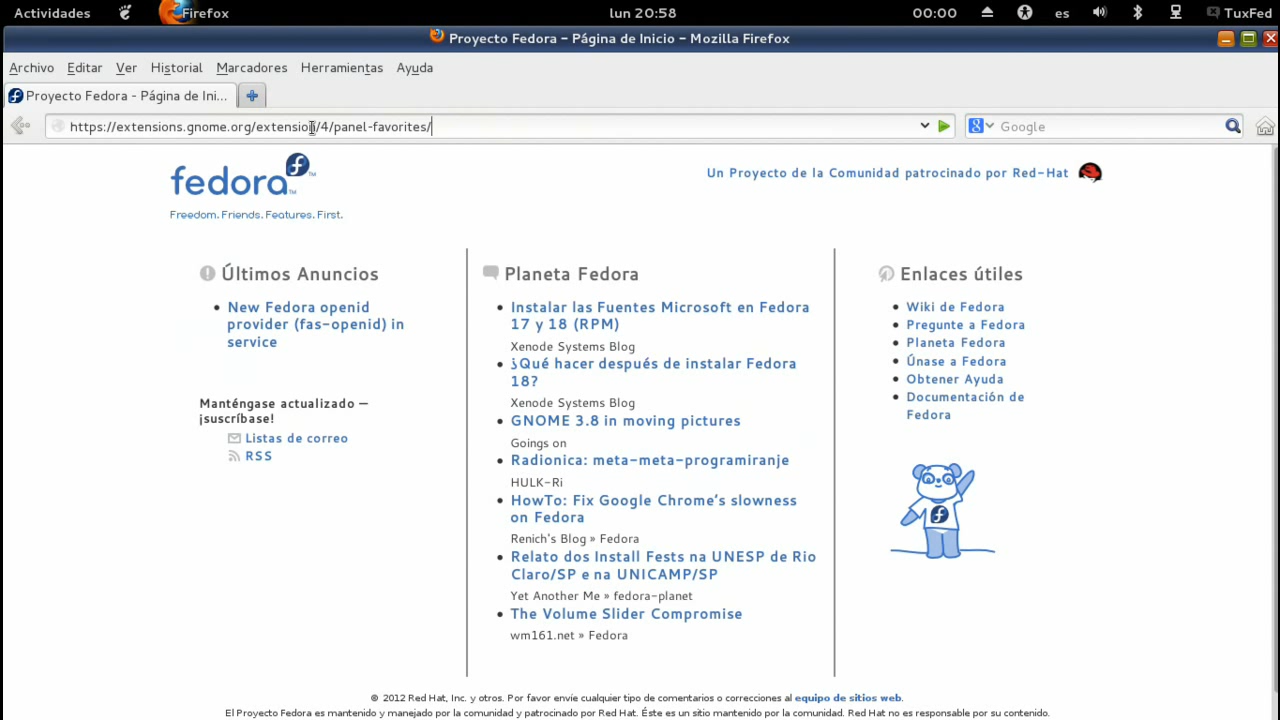 Actividades Firefox lun 20:58 00:00 es TuxFed
Proyecto Fedora - Página de Inicio - Mozilla Firefox
Archivo Editar Ver Historial Marcadores Herramientas Ayuda
Proyecto Fedora - Página de Ini...
https://extensions.gnome.org/extension/4/panel-favorites/ Google
fedora™
Freedom. Friends. Features. First.
Un Proyecto de la Comunidad patrocinado por Red-Hat
Últimos Anuncios
New Fedora openid
provider (fas-openid) in
service
Manténgase actualizado —
¡suscríbase!
Listas de correo
RSS
Planeta Fedora
Instalar las Fuentes Microsoft en Fedora
17 y 18 (RPM)
Xenode Systems Blog
¿Qué hacer después de instalar Fedora
18?
Xenode Systems Blog
GNOME 3.8 in moving pictures
Goings on
Radionica: meta-meta-programiranje
HULK-Ri
HowTo: Fix Google Chrome's slowness
on Fedora
Renich's Blog » Fedora
Relato dos Install Fests na UNESP de Rio
Claro/SP e na UNICAMP/SP
Yet Another Me » fedora-planet
The Volume Slider Compromise
wm161.net » Fedora
Enlaces útiles
Wiki de Fedora
Pregunte a Fedora
Planeta Fedora
Únase a Fedora
Obtener Ayuda
Documentación de
Fedora
© 2012 Red Hat, Inc. y otros. Por favor envíe cualquier tipo de comentarios o correcciones al equipo de sitios web.
El Proyecto Fedora es mantenido y manejado por la comunidad y patrocinado por Red Hat. Éste es un sitio mantenido por la comunidad. Red Hat no es responsable por su contenido.